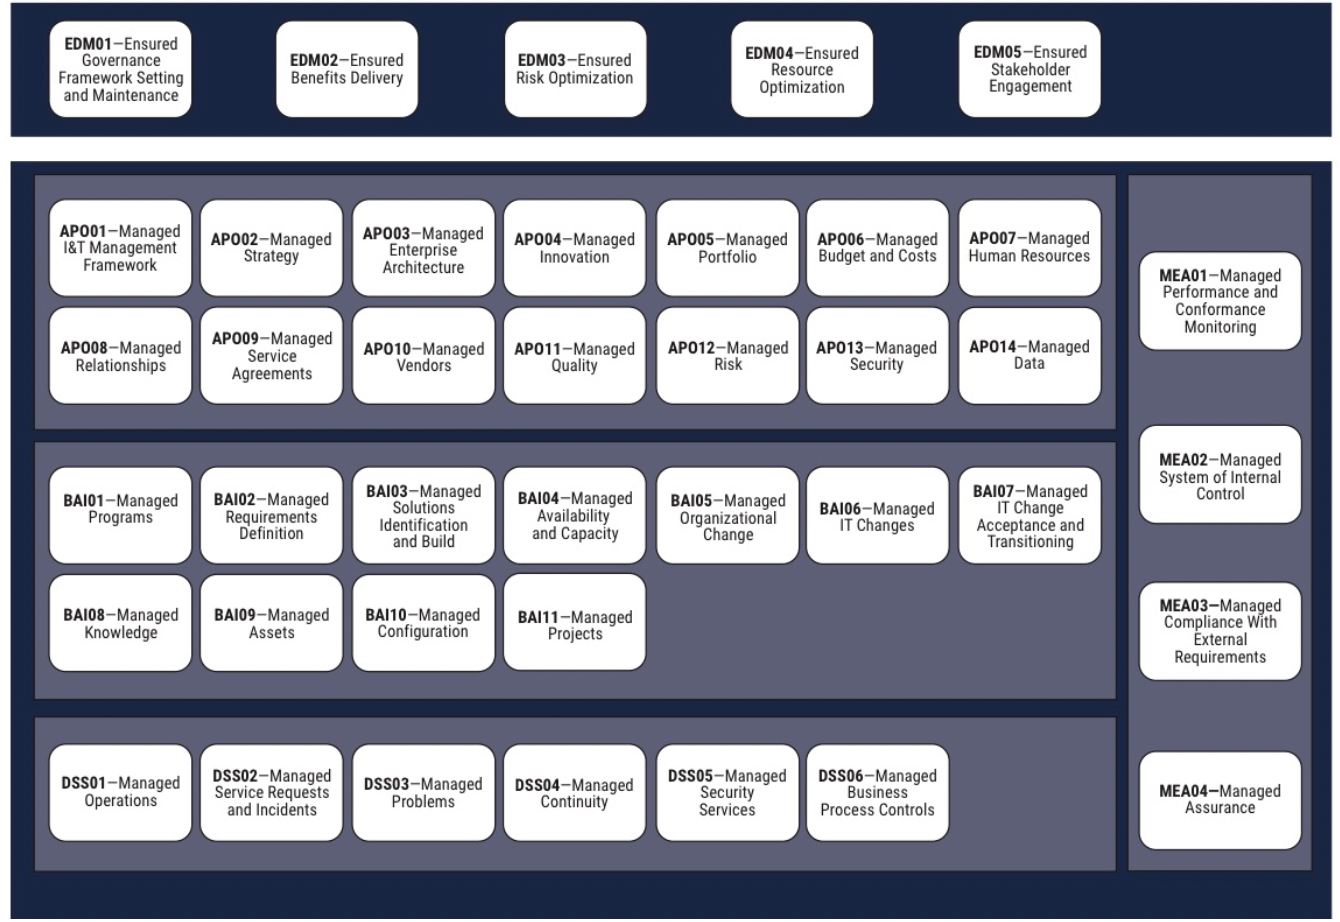 EDM01—Ensured
Governance
Framework Setting
and Maintenance
EDM02—Ensured
Benefits Delivery
EDM03—Ensured
Risk Optimization
EDM04—Ensured
Resource
Optimization
EDM05—Ensured
Stakeholder
Engagement
APO01—Managed
I&T Management
Framework
APO02—Managed
Strategy
APO03—Managed
Enterprise
Architecture
APO04—Managed
Innovation
APO05—Managed
Portfolio
APO06—Managed
Budget and Costs
APO07—Managed
Human Resources
APO08—Managed
Relationships
APO09—Managed
Service
Agreements
APO10—Managed
Vendors
APO11—Managed
Quality
APO12—Managed
Risk
APO13—Managed
Security
APO14—Managed
Data
BAI01—Managed
Programs
BAI02—Managed
Requirements
Definition
BAI03—Managed
Solutions
Identification
and Build
BAI04—Managed
Availability
and Capacity
BAI05—Managed
Organizational
Change
BAI06—Managed
IT Changes
BAI07—Managed
IT Change
Acceptance and
Transitioning
BAI08—Managed
Knowledge
BAI09—Managed
Assets
BAI10—Managed
Configuration
BAI11—Managed
Projects
DSS01—Managed
Operations
DSS02—Managed
Service Requests
and Incidents
DSS03—Managed
Problems
DSS04—Managed
Continuity
DSS05—Managed
Security
Services
DSS06—Managed
Business
Process Controls
MEA01—Managed
Performance and
Conformance
Monitoring
MEA02—Managed
System of Internal
Control
MEA03—Managed
Compliance With
External
Requirements
MEA04—Managed
Assurance